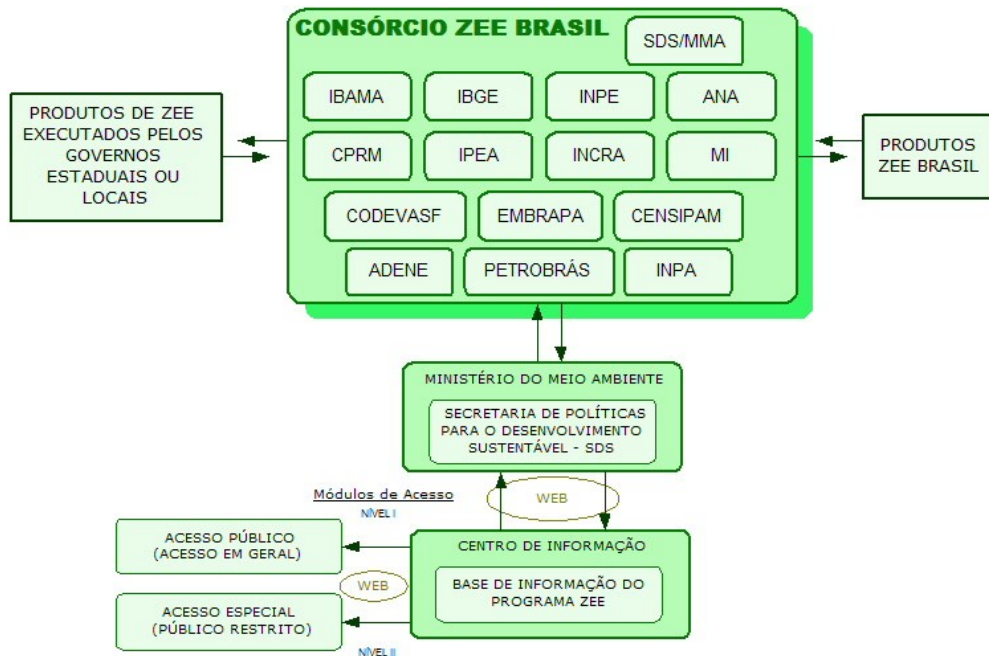 CONSÓRCIO ZEE BRASIL
SDS/MMA
IBAMA
IBGE
INPE
ANA
CPRM
IPEA
INCRA
MI
CODEVASF
EMBRAPA
CENSIPAM
ADENE
PETROBRÁS
INPA
PRODUTOS DE ZEE
EXECUTADOS PELOS
GOVERNOS
ESTADUAIS OU
LOCAIS
PRODUTOS
ZEE BRASIL
MINISTÉRIO DO MEIO AMBIENTE
SECRETARIA DE POLÍTICAS
PARA O DESENVOLVIMENTO
SUSTENTÁVEL - SDS
Módulos de Acesso
WEB
NÍVEL I
ACESSO PÚBLICO
(ACESSO EM GERAL)
CENTRO DE INFORMAÇÃO
BASE DE INFORMAÇÃO DO
PROGRAMA ZEE
WEB
ACESSO ESPECIAL
(PÚBLICO RESTRITO)
NÍVEL II